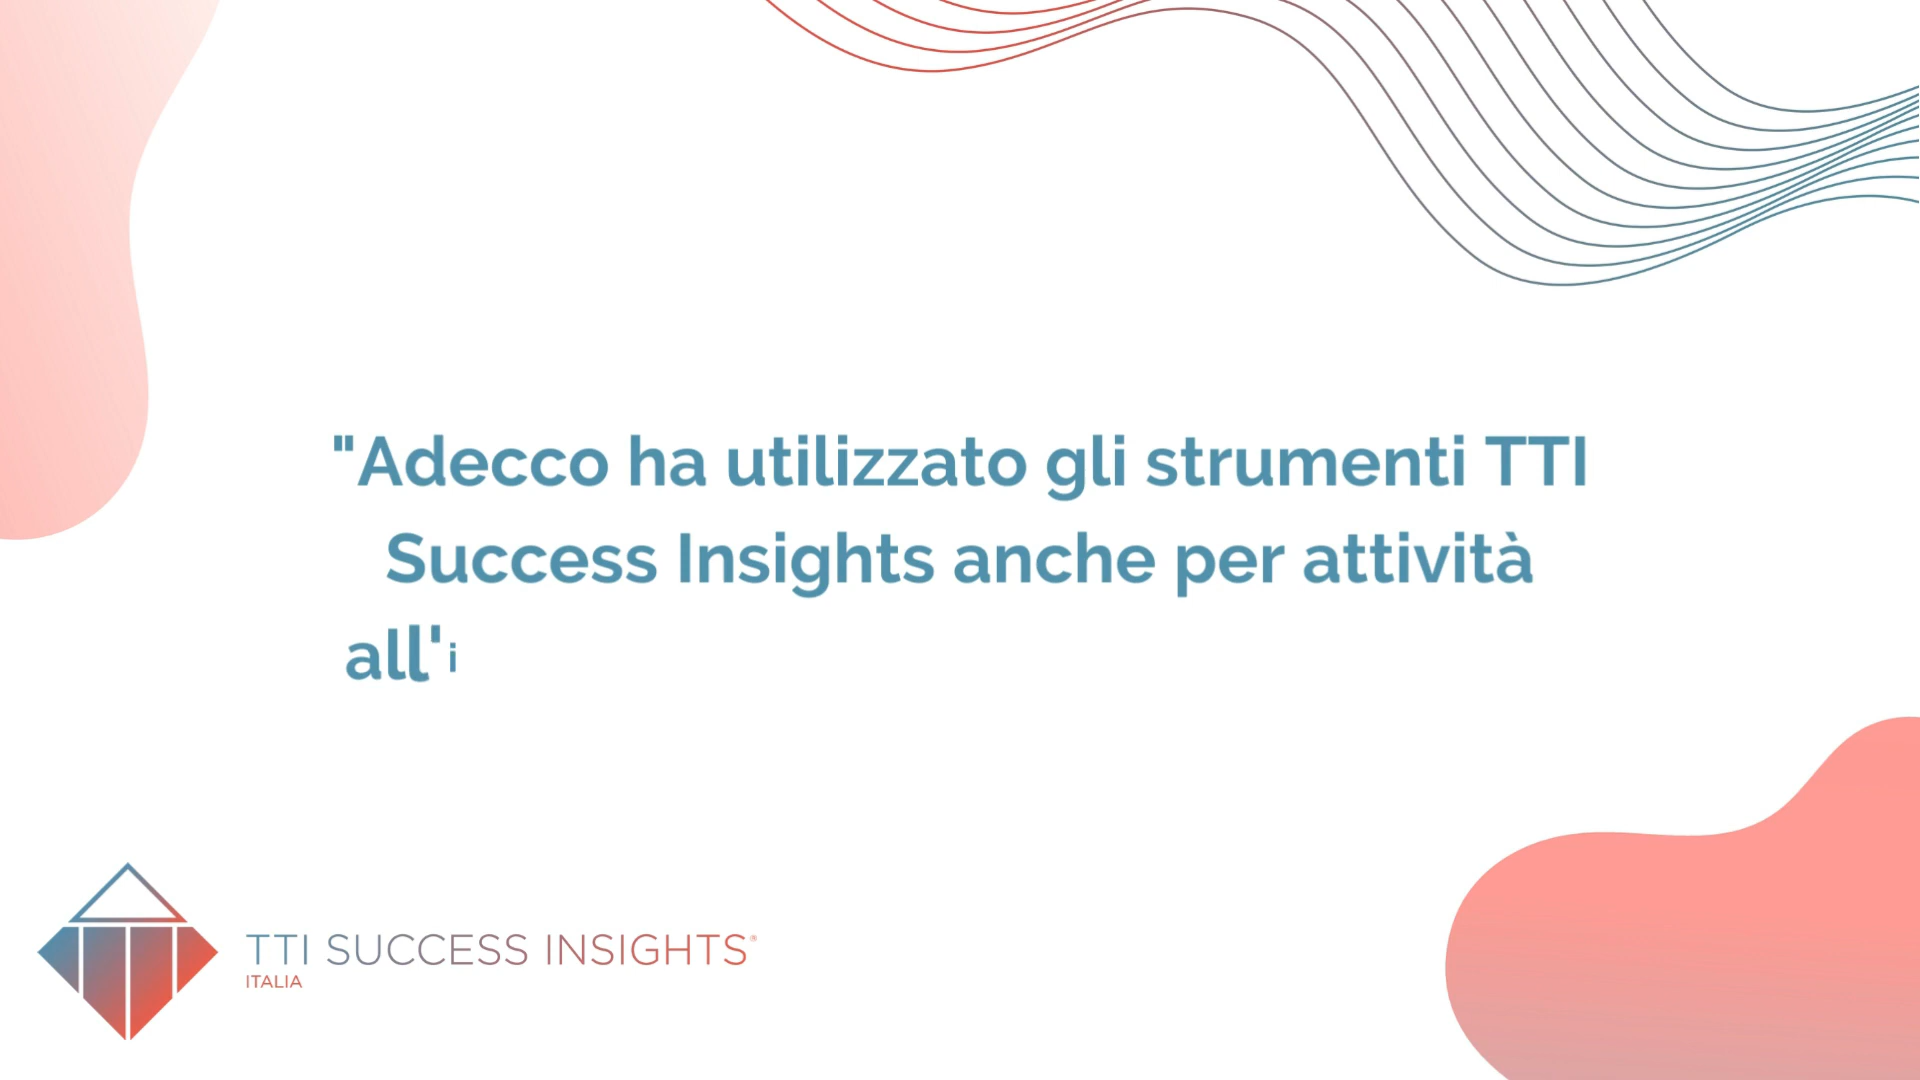 "Adecco ha utilizzato gli strumenti TTI
Success Insights anche per attività
all'i
TTI SUCCESS INSIGHTS®
ITALIA